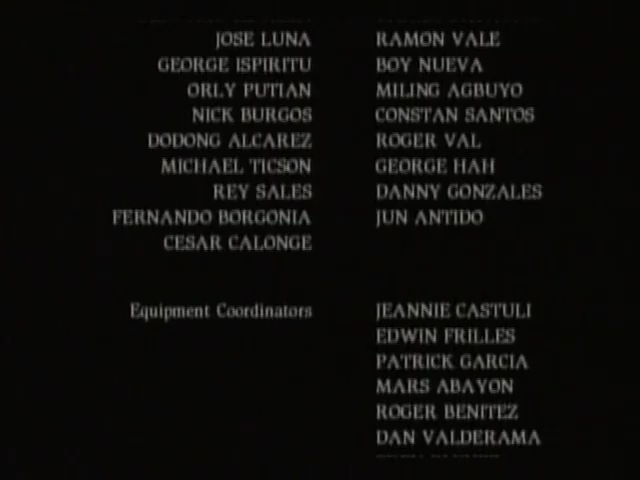 JOSE LUNA RAMON VALE
GEORGE ISPIRITU BOY NUEVA
ORLY PUTIAN MILING AGBUYO
NICK BURGOS CONSTAN SANTOS
DODONG ALCAREZ ROGER VAL
MICHAEL TICSON GEORGE HAH
REY SALES DANNY GONZALES
FERNANDO BORGONIA JUN ANTIDO
CESAR CALONGE
Equipment Coordinators JEANNIE CASTULI
EDWIN FRILLES
PATRICK GARCIA
MARS ABAYON
ROGER BENITEZ
DAN VALDERAMA